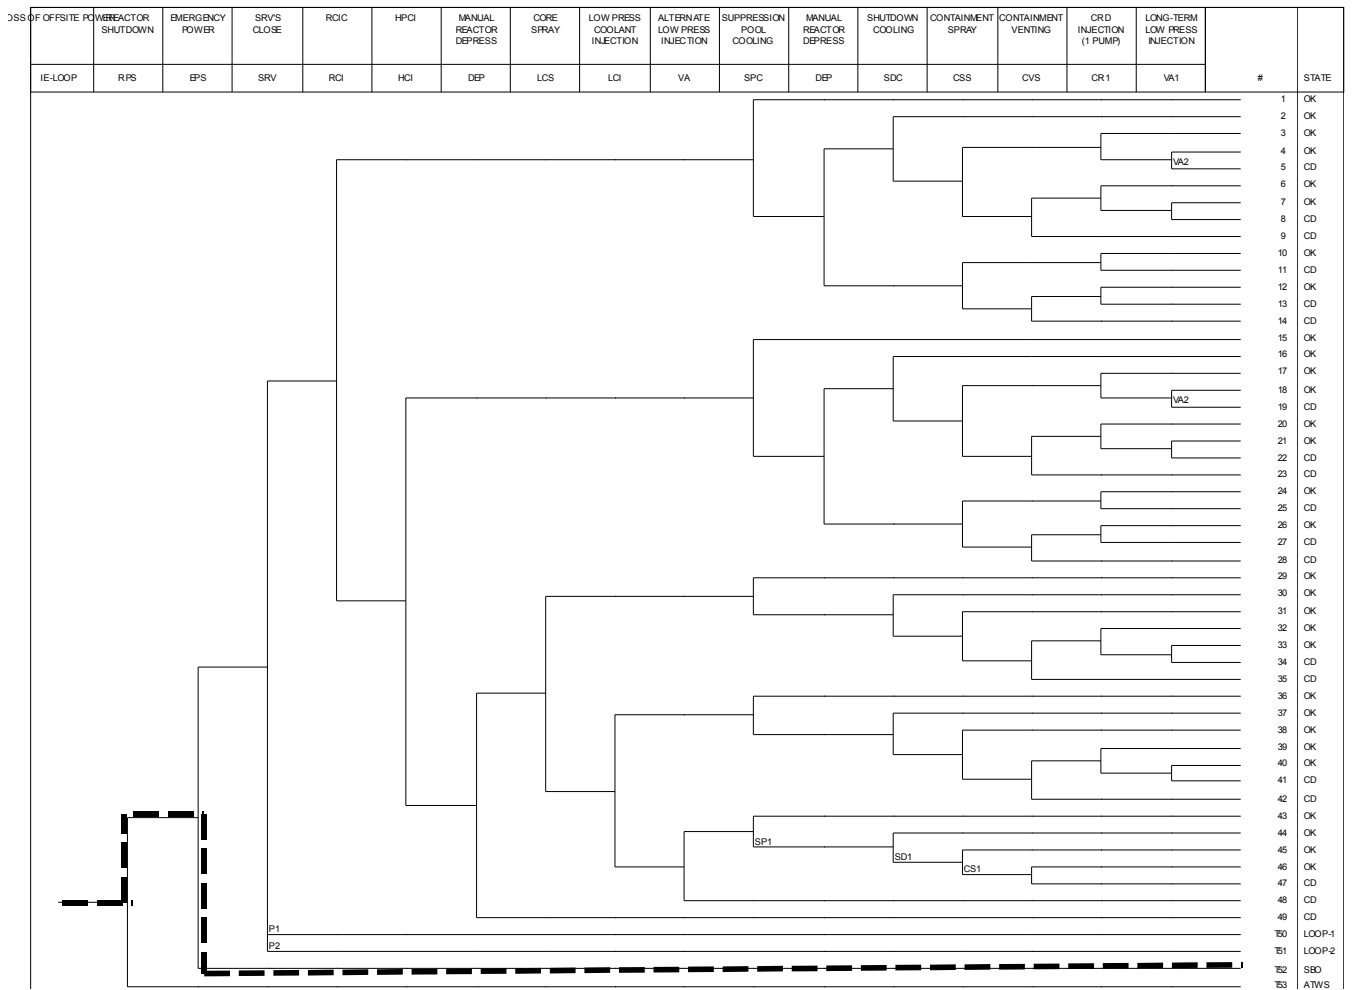 OSS OF OFFSITE POWER
REACTOR
SHUTDOWN
EMERGENCY
POWER
SRV'S
CLOSE
RCIC
HPCI
MANUAL
REACTOR
DEPRESS
CORE
SPRAY
LOW PRESS
COOLANT
INJECTION
ALTERNATE
LOW PRESS
INJECTION
SUPPRESSION
POOL
COOLING
MANUAL
REACTOR
DEPRESS
SHUTDOWN
COOLING
CONTAINMENT
SPRAY
CONTAINMENT
VENTING
CRD
INJECTION
(1 PUMP)
LONG-TERM
LOW PRESS
INJECTION
IE-LOOP RPS EPS SRV RCI HCI DEP LCS LCI VA SPC DEP SDC CSS CVS CR1 VA1 # STATE
1 OK
2 OK
3 OK
4 OK
VA2
5 CD
6 OK
7 OK
8 CD
9 CD
10 OK
11 CD
12 OK
13 CD
14 CD
15 OK
16 OK
17 OK
18 OK
VA2
19 CD
20 OK
21 OK
22 CD
23 CD
24 OK
25 CD
26 OK
27 CD
28 CD
29 OK
30 OK
31 OK
32 OK
33 OK
34 CD
35 CD
36 OK
37 OK
38 OK
39 OK
40 OK
41 CD
42 CD
43 OK
SP1
44 OK
45 OK
SD1
46 OK
CS1
47 CD
48 CD
49 CD
P1 T50 LOOP-1
P2 T51 LOOP-2
T52 SBO
T53 ATWS